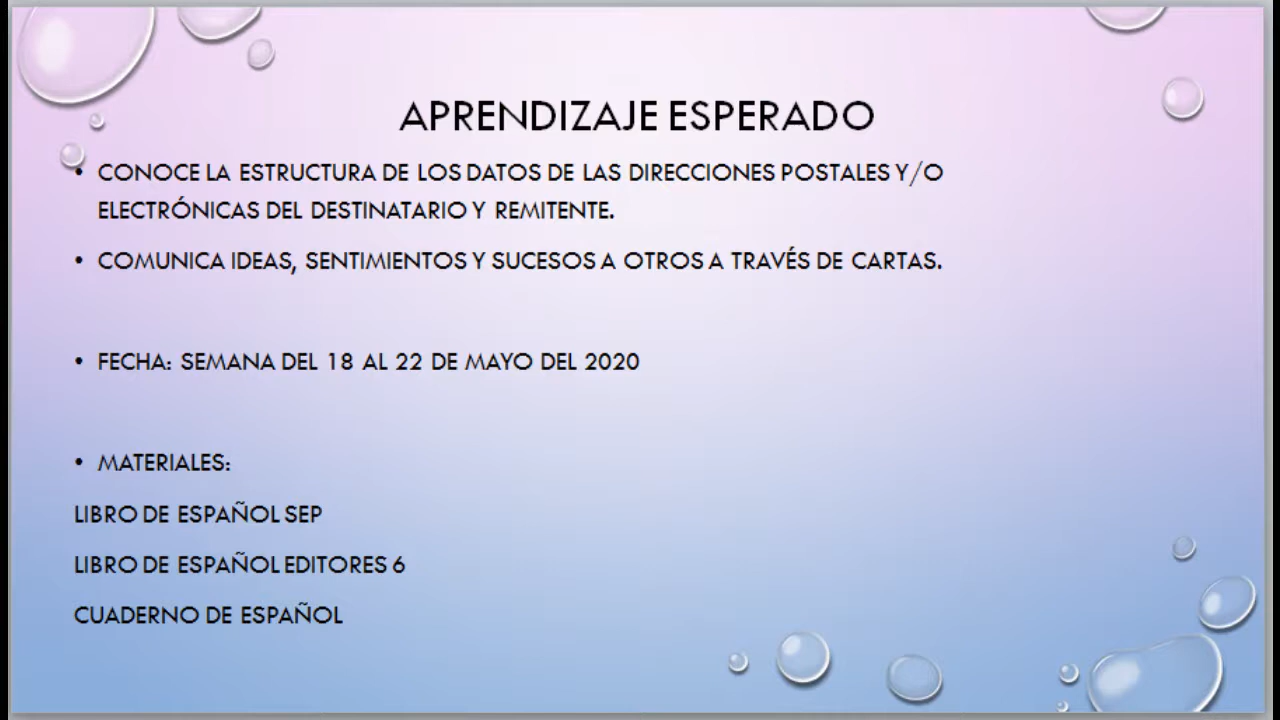 APRENDIZAJE ESPERADO
• CONOCE LA ESTRUCTURA DE LOS DATOS DE LAS DIRECCIONES POSTALES Y/O
ELECTRÓNICAS DEL DESTINATARIO Y REMITENTE.
• COMUNICA IDEAS, SENTIMIENTOS Y SUCESOS A OTROS A TRAVÉS DE CARTAS.
• FECHA: SEMANA DEL 18 AL 22 DE MAYO DEL 2020
• MATERIALES:
LIBRO DE ESPAÑOL SEP
LIBRO DE ESPAÑOL EDITORES 6
CUADERNO DE ESPAÑOL